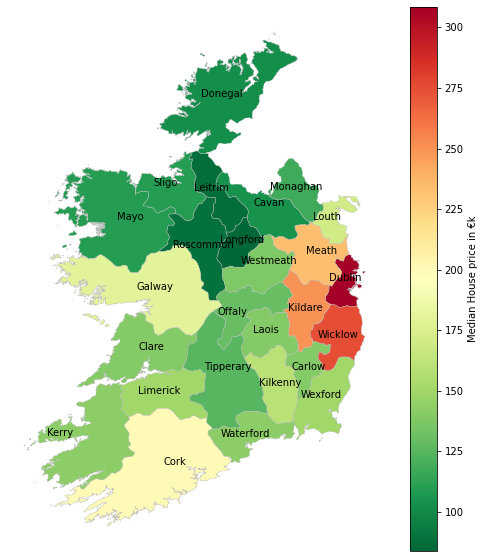 Donegal
Sligo
Leitrim
Monaghan
Cavan
Mayo
Louth
Roscommon
Longford
Meath
Westmeath
Dublin
Galway
Offaly
Kildare
Laois
Wicklow
Clare
Tipperary
Carlow
Kilkenny
Limerick
Wexford
Kerry
Waterford
Cork
300
275
250
225
200
175
150
125
100
Median House price in €k